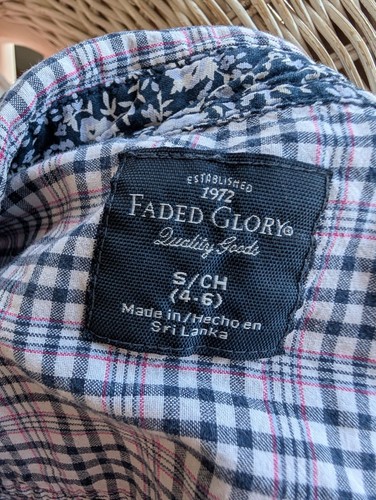 ESTABLISHED
1972
FADED GLORY®
Quality Goods
S/CH
(4-6)
Made in/Hecho en
Sri Lanka